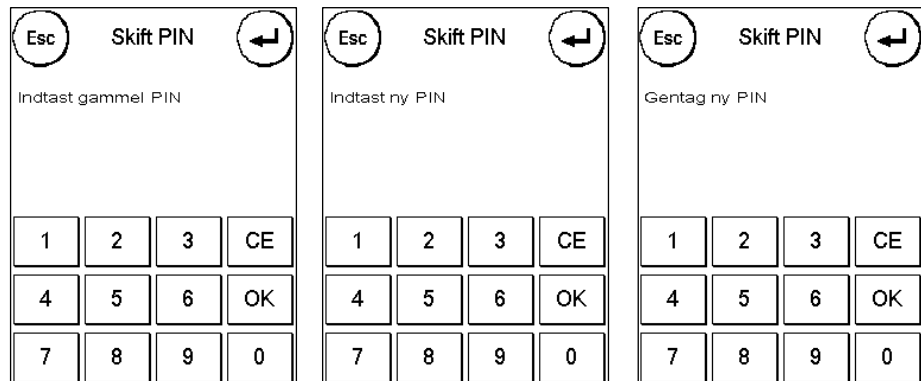 Esc Skift PIN
Indtast gammel PIN
1 2 3 CE
4 5 6 OK
7 8 9 0
Esc Skift PIN
Indtast ny PIN
1 2 3 CE
4 5 6 OK
7 8 9 0
Esc Skift PIN
Gentag ny PIN
1 2 3 CE
4 5 6 OK
7 8 9 0